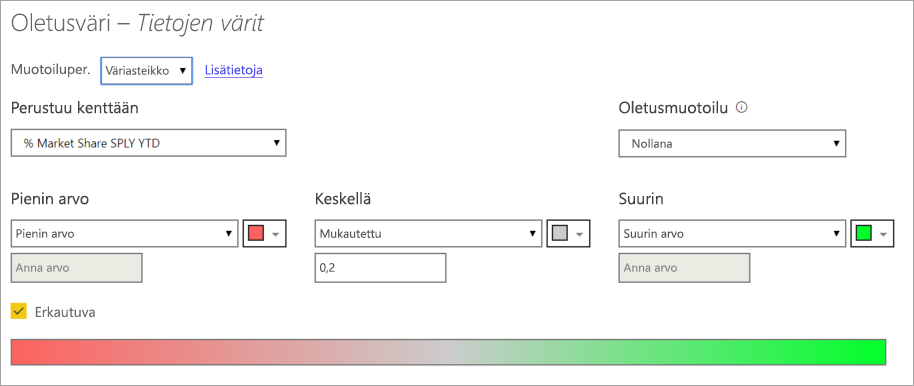 Oletusväri – Tietojen värit
Muotoiluper. Väriasteikko Lisätietoja
Perustuu kenttään Oletusmuotoilu
% Market Share SPLY YTD Nollana
Pienin arvo Keskellä Suurin
Pienin arvo Mukautettu Suurin arvo
Anna arvo 0,2 Anna arvo
Erkautuva